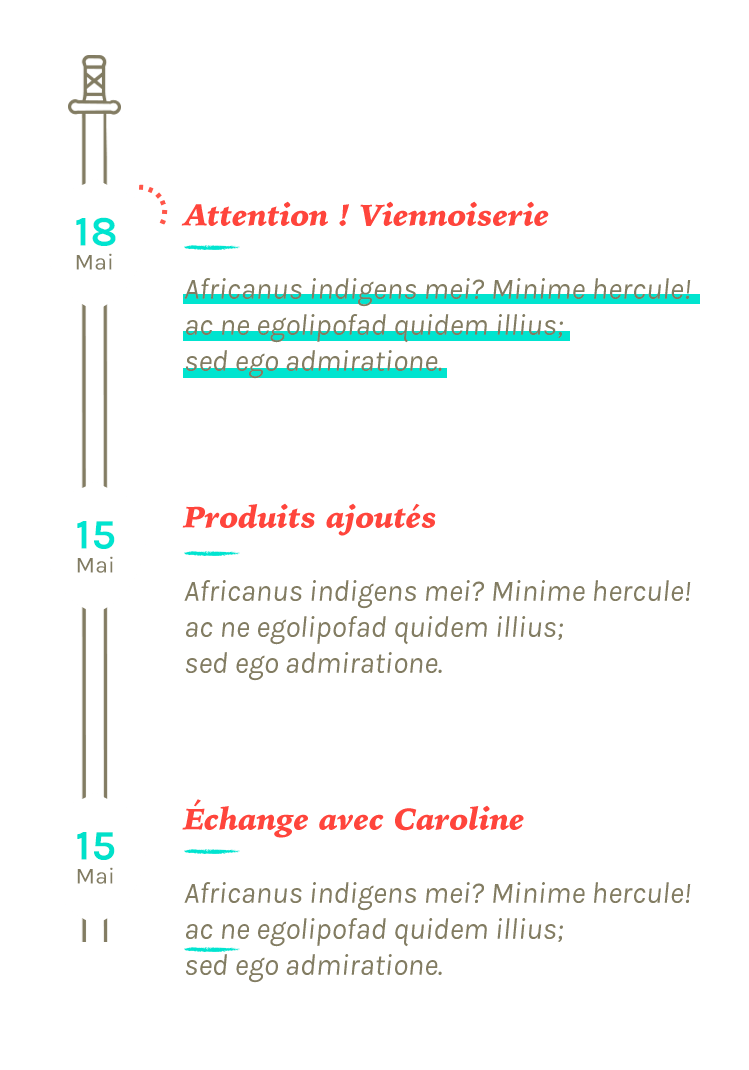 18
Mai
Attention ! Viennoiserie
Africanus indigens mei? Minime hercule!
ac ne egolipofad quidem illius;
sed ego admiratione.
15
Mai
Produits ajoutés
Africanus indigens mei? Minime hercule!
ac ne egolipofad quidem illius;
sed ego admiratione.
15
Mai
Échange avec Caroline
Africanus indigens mei? Minime hercule!
ac ne egolipofad quidem illius;
sed ego admiratione.